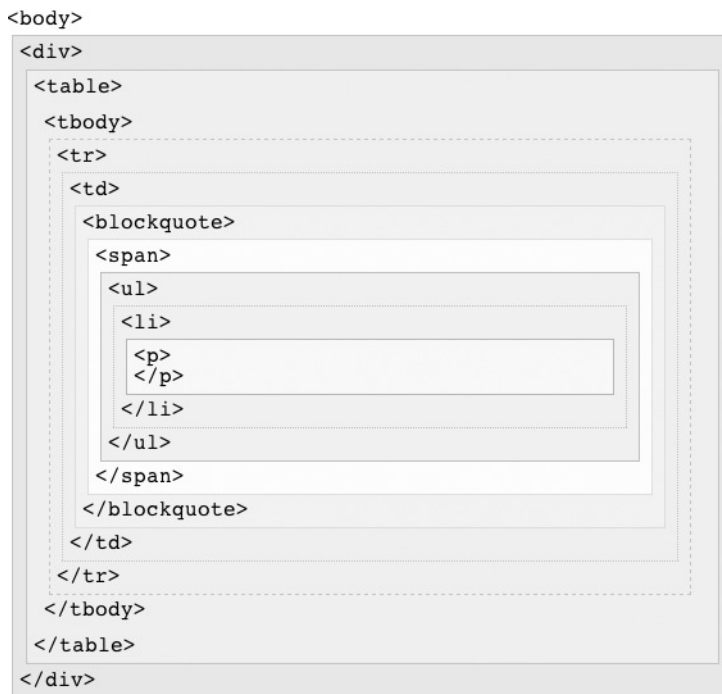 <body>
<div>
<table>
<tbody>
<tr>
<td>
<blockquote>
<span>
<ul>
<li>
<p>
</p>
</li>
</ul>
</span>
</blockquote>
</td>
</tr>
</tbody>
</table>
</div>